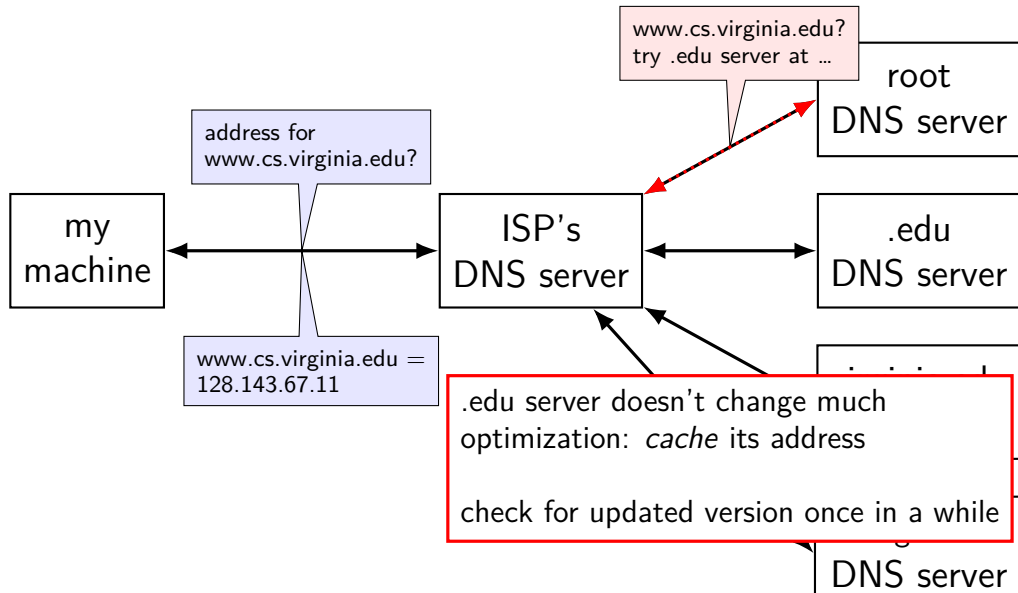 www.cs.virginia.edu?
try .edu server at ...
root
DNS server
address for
www.cs.virginia.edu?
my
machine
ISP's
DNS server
.edu
DNS server
www.cs.virginia.edu =
128.143.67.11
.edu server doesn't change much
optimization: cache its address
check for updated version once in a while
DNS server